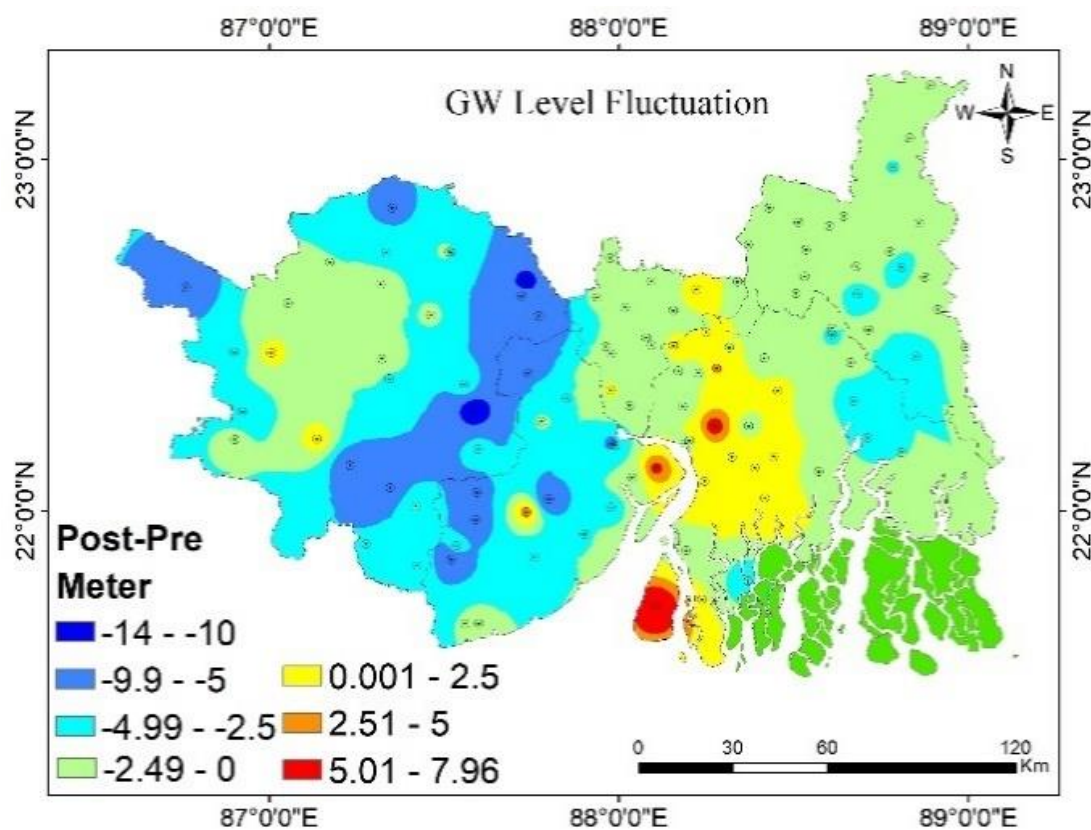 87°0'0"E 88°0'0"E 89°0'0"E
GW Level Fluctuation
N
W E
S
23°0'0"N 23°0'0"N
22°0'0"N 22°0'0"N
Post-Pre
Meter
-14 - -10
-9.9 - -5 0.001 - 2.5
-4.99 - -2.5 2.51 - 5
-2.49 - 0 5.01 - 7.96
0 30 60 120
Km
87°0'0"E 88°0'0"E 89°0'0"E